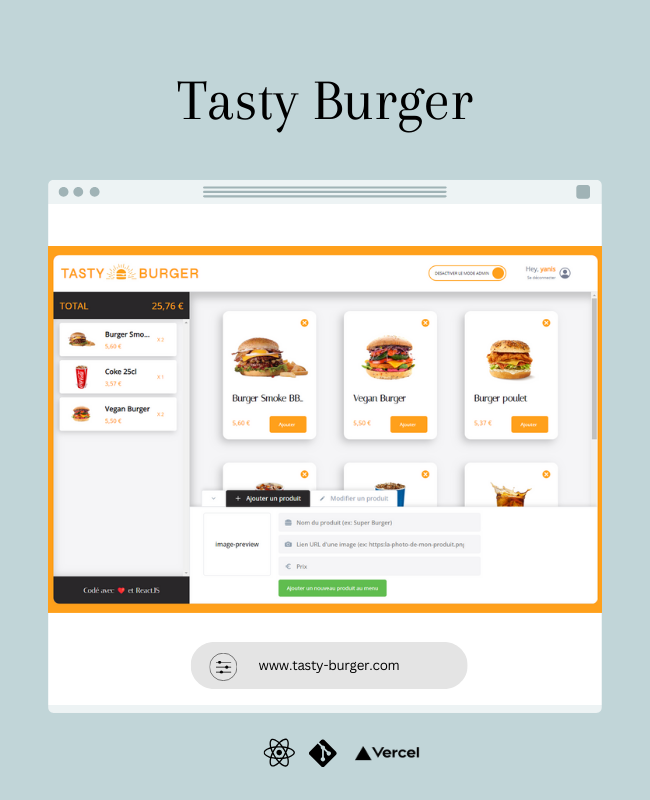 Tasty Burger
TASTY BURGER
DÉSACTIVER LE MODE ADMIN
Hey, yanis
Se déconnecter
TOTAL 25,76 €
Burger Smo...
5,60 €
x 2
Coke 25cl
3,57 €
x 1
Vegan Burger
5,50 €
x 2
Codé avec ❤️ et ReactJS
Burger Smoke BB..
5,60 €
Ajouter
Vegan Burger
5,50 €
Ajouter
Burger poulet
5,37 €
Ajouter
Ajouter un produit
Modifier un produit
image-preview
Nom du produit (ex: Super Burger)
Lien URL d'une image (ex: https:la-photo-de-mon-produit.png
€ Prix
Ajouter un nouveau produit au menu
www.tasty-burger.com
Vercel